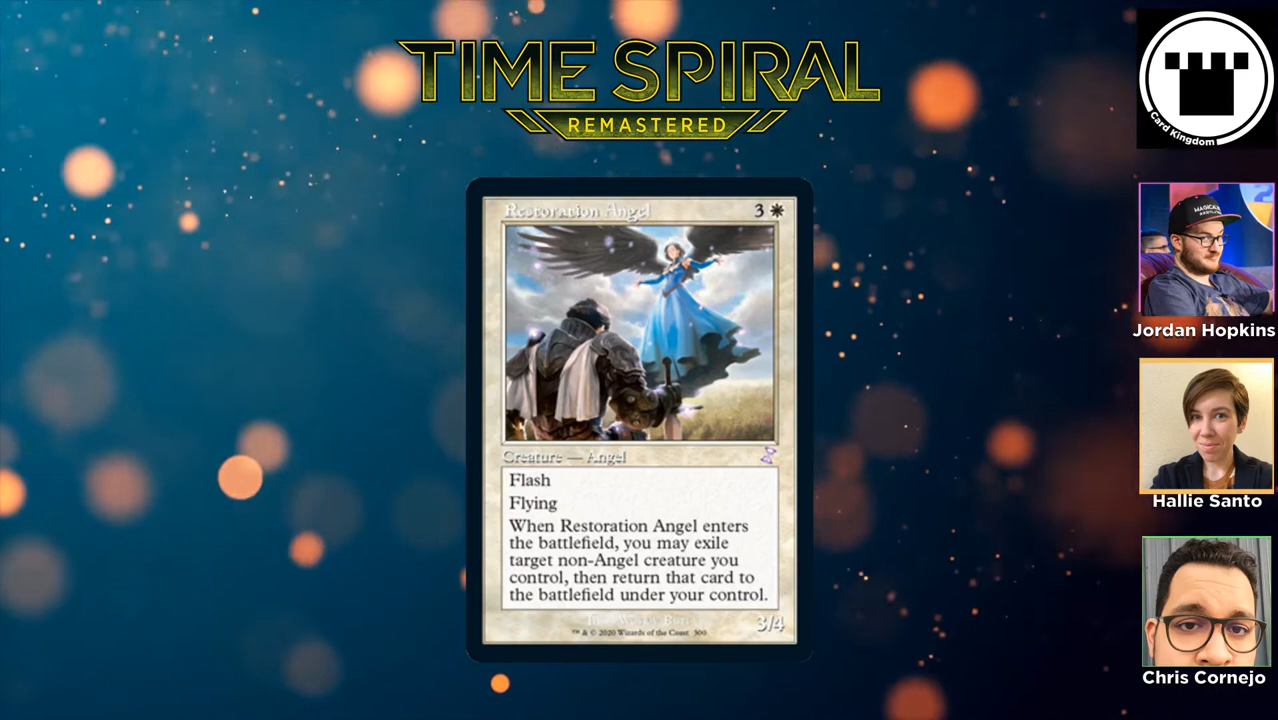 TIME SPIRAL
REMASTERED
Card Kingdom
Restoration Angel 3
MAGICAL
Jordan Hopkins
Creature — Angel
Flash
Flying
When Restoration Angel enters
the battlefield, you may exile
target non-Angel creature you
control, then return that card to
the battlefield under your control.
3/4
™ & © 2020 Wizards of the Coast 300
Hallie Santo
Chris Cornejo